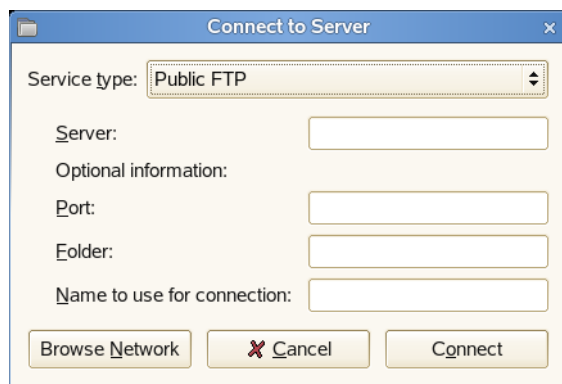 Connect to Server
Service type: Public FTP
Server:
Optional information:
Port:
Folder:
Name to use for connection:
Browse Network Cancel Connect